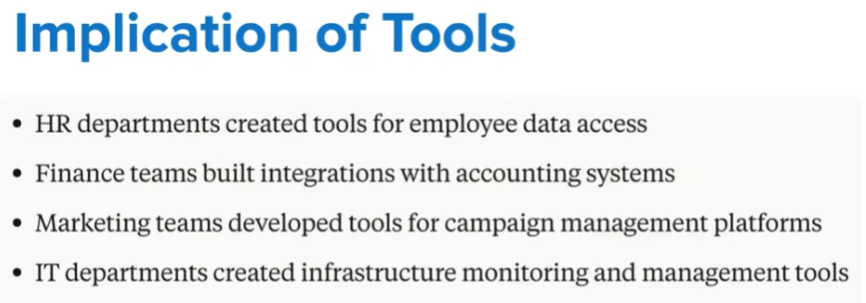 Implication of Tools
• HR departments created tools for employee data access
• Finance teams built integrations with accounting systems
• Marketing teams developed tools for campaign management platforms
• IT departments created infrastructure monitoring and management tools